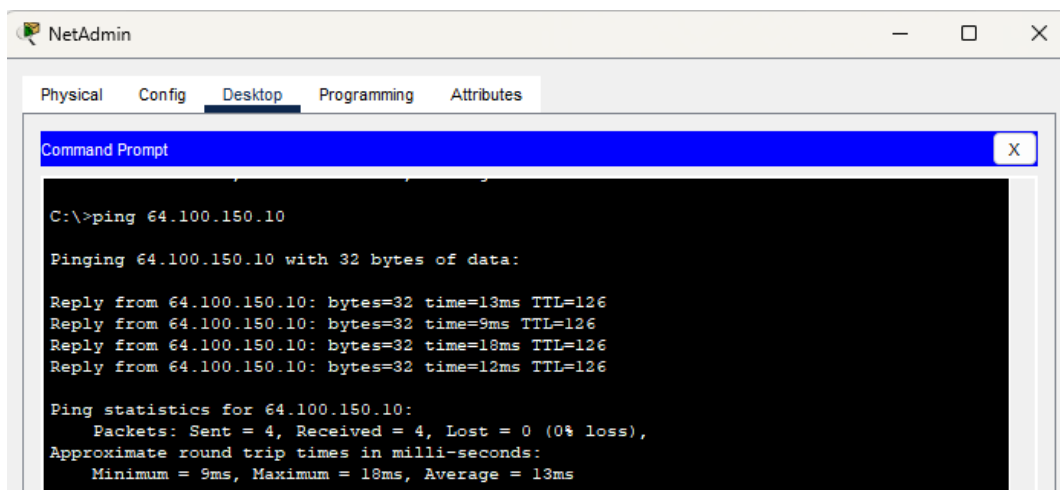 NetAdmin
Physical Config Desktop Programming Attributes
Command Prompt
X
C:\>ping 64.100.150.10
Pinging 64.100.150.10 with 32 bytes of data:
Reply from 64.100.150.10: bytes=32 time=13ms TTL=126
Reply from 64.100.150.10: bytes=32 time=9ms TTL=126
Reply from 64.100.150.10: bytes=32 time=18ms TTL=126
Reply from 64.100.150.10: bytes=32 time=12ms TTL=126
Ping statistics for 64.100.150.10:
Packets: Sent = 4, Received = 4, Lost = 0 (0% loss),
Approximate round trip times in milli-seconds:
Minimum = 9ms, Maximum = 18ms, Average = 13ms